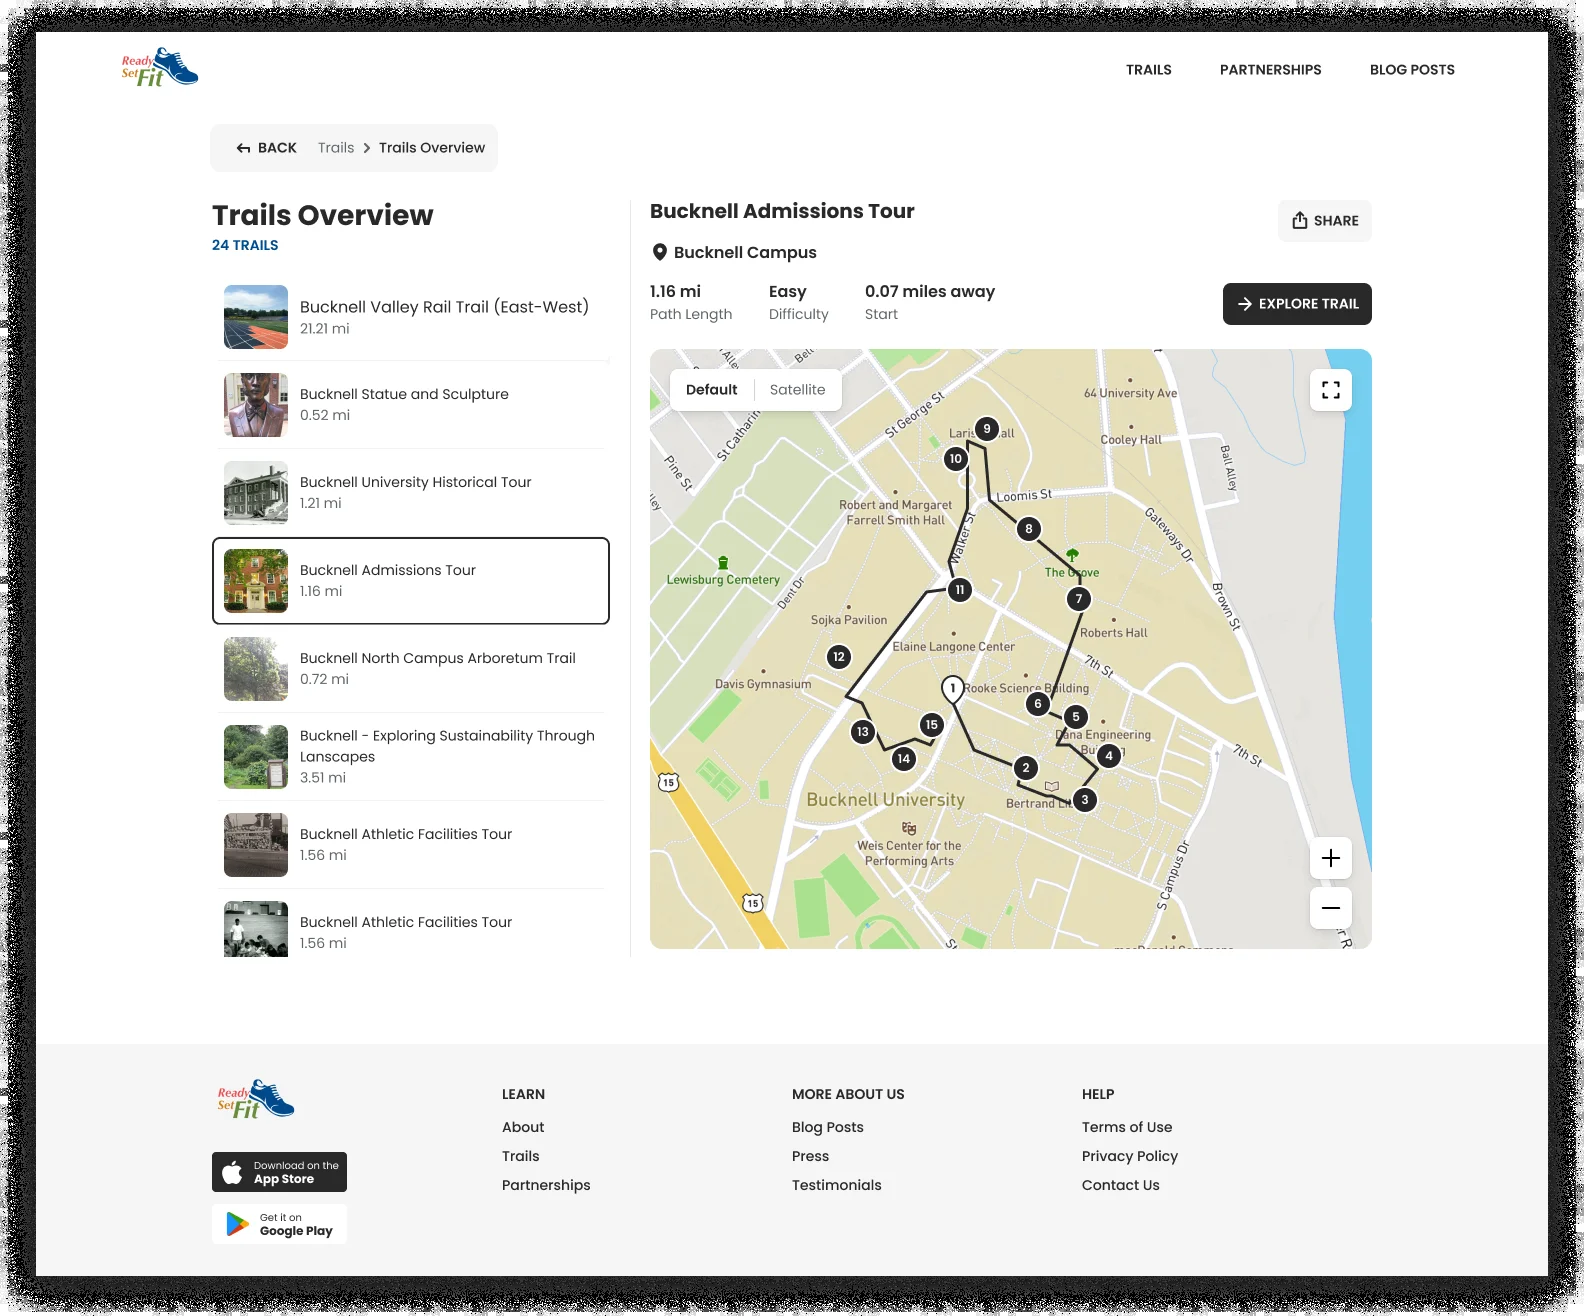 Ready
Set Fit
TRAILS
PARTNERSHIPS
BLOG POSTS
BACK
Trails > Trails Overview
Trails Overview
24 TRAILS
Bucknell Valley Rail Trail (East-West)
21.21 mi
Bucknell Statue and Sculpture
0.52 mi
Bucknell University Historical Tour
1.21 mi
Bucknell Admissions Tour
1.16 mi
Bucknell North Campus Arboretum Trail
0.72 mi
Bucknell - Exploring Sustainability Through
Lanscapes
3.51 mi
Bucknell Athletic Facilities Tour
1.56 mi
Bucknell Athletic Facilities Tour
1.56 mi
Bucknell Admissions Tour
SHARE
Bucknell Campus
1.16 mi
Path Length
Easy
Difficulty
0.07 miles away
Start
EXPLORE TRAIL
Default
Satellite
Alley
St George St
St Catharin
Pine St
64 University Ave
Cooley Hall
Ball Alley
9
10
Robert and Margaret
Farrell Smith Hall
Loomis St
8
Walker St
Gateways Dr
Lewisburg Cemetery
Dent Dr
The Grove
11
7
Brown St
Sojka Pavilion
Roberts Hall
Elaine Langone Center
12
7th St
Davis Gymnasium
1
Rooke Science Building
6
5
13
15
Dana Engineering
14
4
2
15
3
Bucknell University
Bertrand
7th St
Weis Center for the
Performing Arts
S Campus Dr
15
St
Ready
Set Fit
Download on the
App Store
Get it on
Google Play
LEARN
About
Trails
Partnerships
MORE ABOUT US
Blog Posts
Press
Testimonials
HELP
Terms of Use
Privacy Policy
Contact Us